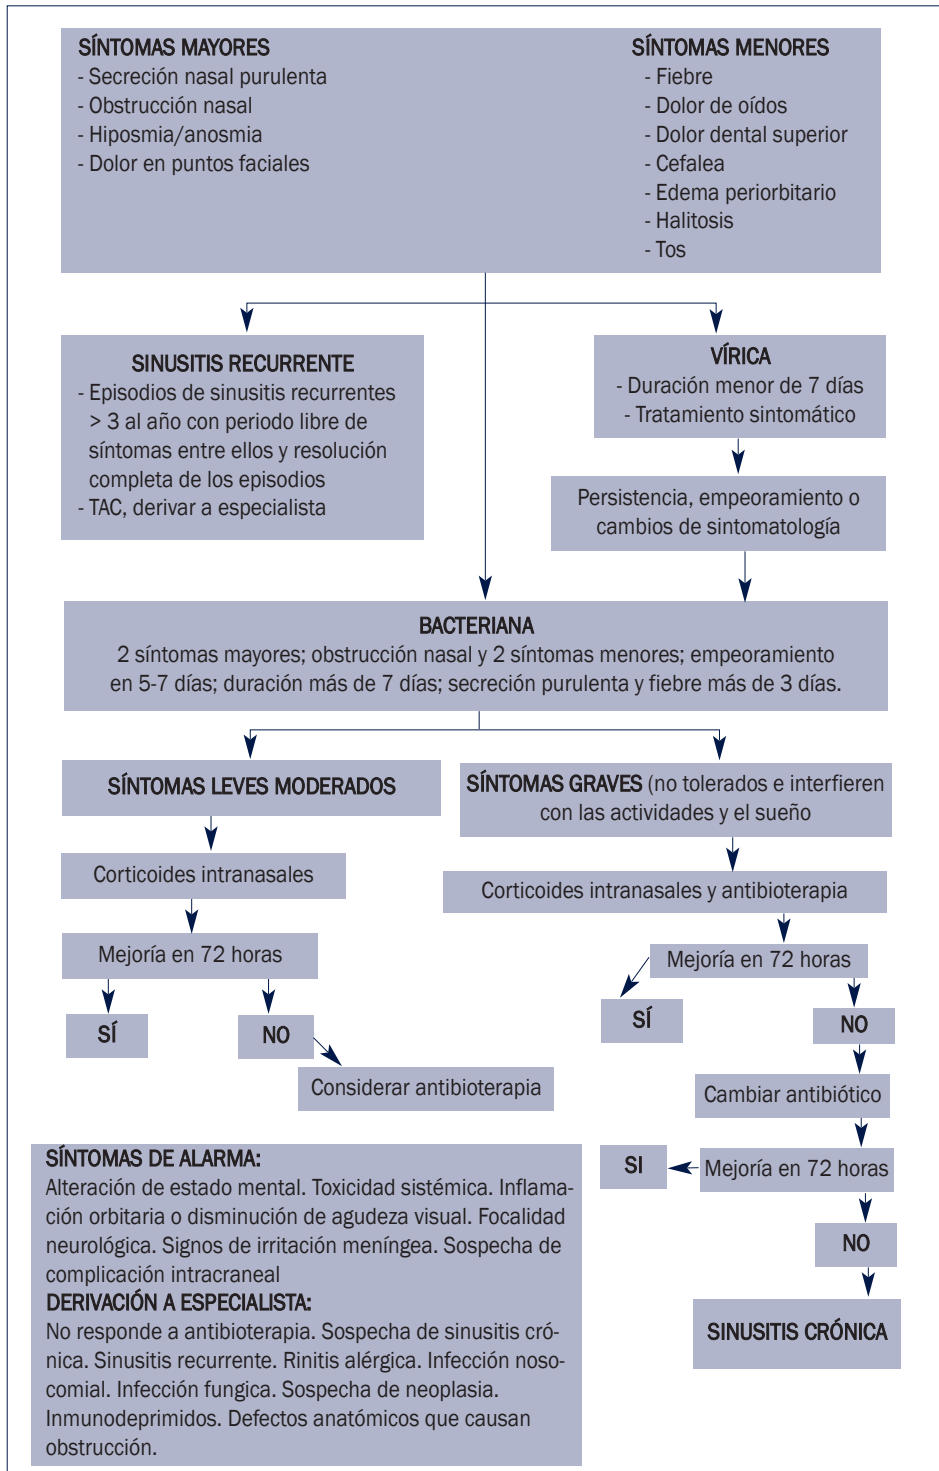 SÍNTOMAS MAYORES
- Secreción nasal purulenta
- Obstrucción nasal
- Hiposmia/anosmia
- Dolor en puntos faciales
SÍNTOMAS MENORES
- Fiebre
- Dolor de oídos
- Dolor dental superior
- Cefalea
- Edema periorbitario
- Halitosis
- Tos
SINUSITIS RECURRENTE
- Episodios de sinusitis recurrentes
> 3 al año con periodo libre de
síntomas entre ellos y resolución
completa de los episodios
- TAC, derivar a especialista
VÍRICA
- Duración menor de 7 días
- Tratamiento sintomático
Persistencia, empeoramiento o
cambios de sintomatología
BACTERIANA
2 síntomas mayores; obstrucción nasal y 2 síntomas menores; empeoramiento
en 5-7 días; duración más de 7 días; secreción purulenta y fiebre más de 3 días.
SÍNTOMAS LEVES MODERADOS
Corticoides intranasales
Mejoría en 72 horas
SÍ
NO
Considerar antibioterapia
SÍNTOMAS GRAVES (no tolerados e interfieren
con las actividades y el sueño
Corticoides intranasales y antibioterapia
Mejoría en 72 horas
SÍ
NO
Cambiar antibiótico
Mejoría en 72 horas
SI
NO
SINUSITIS CRÓNICA
SÍNTOMAS DE ALARMA:
Alteración de estado mental. Toxicidad sistémica. Inflama-
ción orbitaria o disminución de agudeza visual. Focalidad
neurológica. Signos de irritación meníngea. Sospecha de
complicación intracraneal
DERIVACIÓN A ESPECIALISTA:
No responde a antibioterapia. Sospecha de sinusitis cró-
nica. Sinusitis recurrente. Rinitis alérgica. Infección noso-
comial. Infección fungica. Sospecha de neoplasia.
Inmunodeprimidos. Defectos anatómicos que causan
obstrucción.